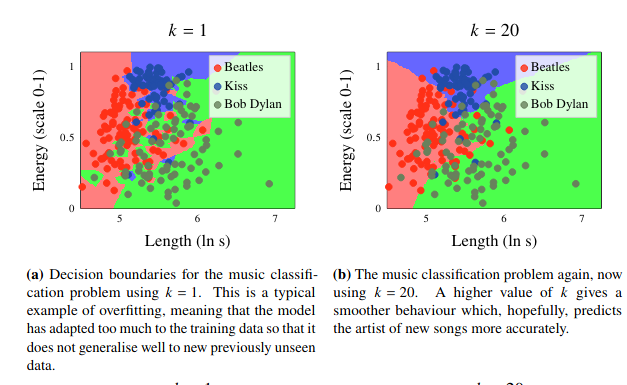 k = 1
1
0.5
0
5
6
7
Energy (scale 0-1)
Length (ln s)
Beatles
Kiss
Bob Dylan
(a) Decision boundaries for the music classifi-
cation problem using k = 1. This is a typical
example of overfitting, meaning that the model
has adapted too much to the training data so that it
does not generalise well to new previously unseen
data.
k = 20
1
0.5
0
5
6
7
Energy (scale 0-1)
Length (ln s)
Beatles
Kiss
Bob Dylan
(b) The music classification problem again, now
using k = 20. A higher value of k gives a
smoother behaviour which, hopefully, predicts
the artist of new songs more accurately.